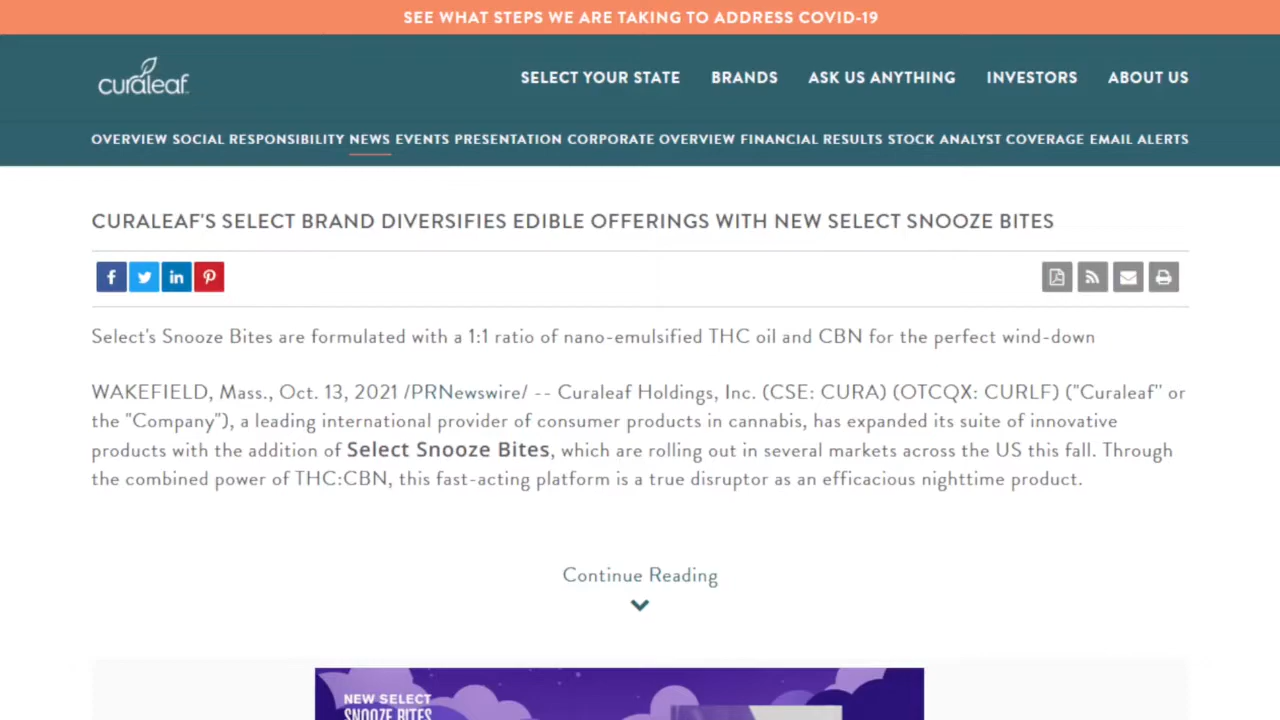 SEE WHAT STEPS WE ARE TAKING TO ADDRESS COVID-19
curaleaf
SELECT YOUR STATE BRANDS ASK US ANYTHING INVESTORS ABOUT US
OVERVIEW SOCIAL RESPONSIBILITY NEWS EVENTS PRESENTATION CORPORATE OVERVIEW FINANCIAL RESULTS STOCK ANALYST COVERAGE EMAIL ALERTS
CURALEAF'S SELECT BRAND DIVERSIFIES EDIBLE OFFERINGS WITH NEW SELECT SNOOZE BITES
Select's Snooze Bites are formulated with a 1:1 ratio of nano-emulsified THC oil and CBN for the perfect wind-down
WAKEFIELD, Mass., Oct. 13, 2021 /PRNewswire/ -- Curaleaf Holdings, Inc. (CSE: CURA) (OTCQX: CURLF) ("Curaleaf" or
the "Company"), a leading international provider of consumer products in cannabis, has expanded its suite of innovative
products with the addition of Select Snooze Bites, which are rolling out in several markets across the US this fall. Through
the combined power of THC:CBN, this fast-acting platform is a true disruptor as an efficacious nighttime product.
Continue Reading
NEW SELECT
SNOOZE BITES